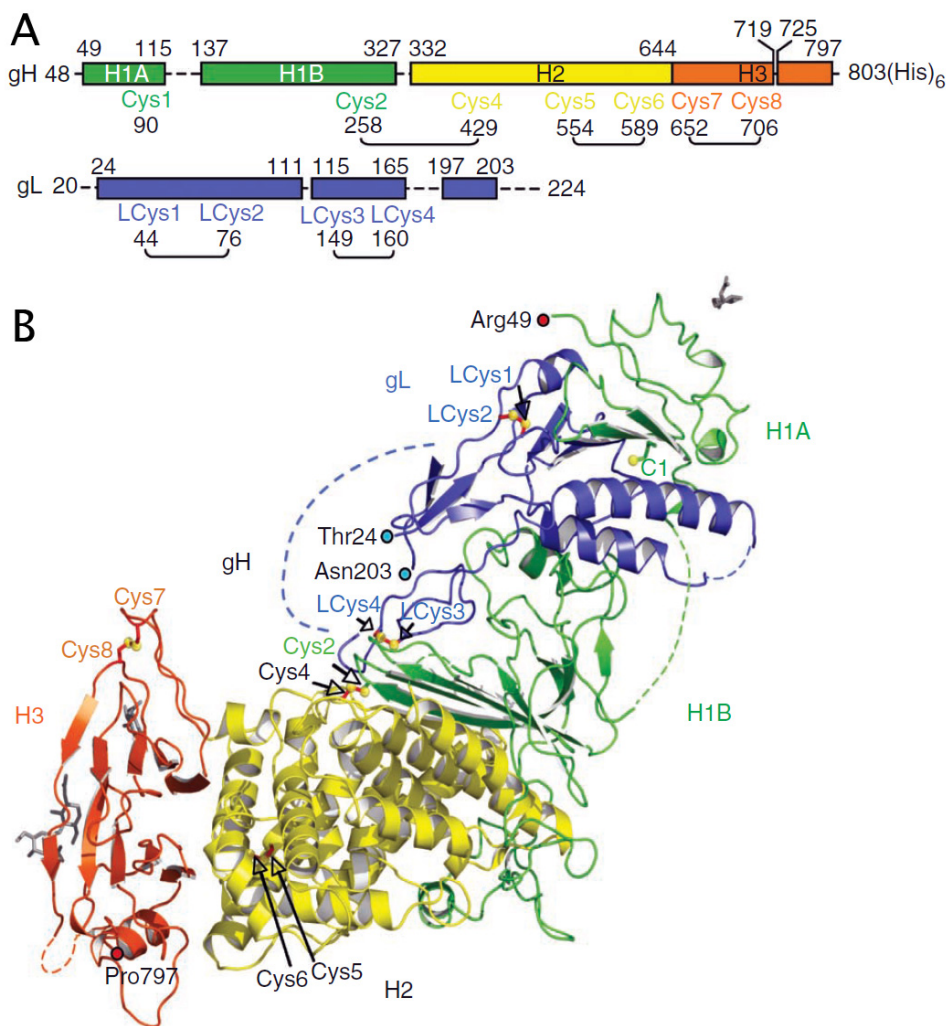 A
49 115 137 327 332 644 719 725 797
gH 48 H1A H1B H2 H3 803(His)6
Cys1 Cys2 Cys4 Cys5 Cys6 Cys7 Cys8
90 258 429 554 589 652 706
24 111 115 165 197 203
gL 20 224
LCys1 LCys2 LCys3 LCys4
44 76 149 160
B
Arg49
gL
LCys1
LCys2
H1A
C1
Thr24
gH
Asn203
Cys7
LCys4 LCys3
Cys8
Cys2
Cys4
H3
H1B
Pro797
Cys6 Cys5
H2